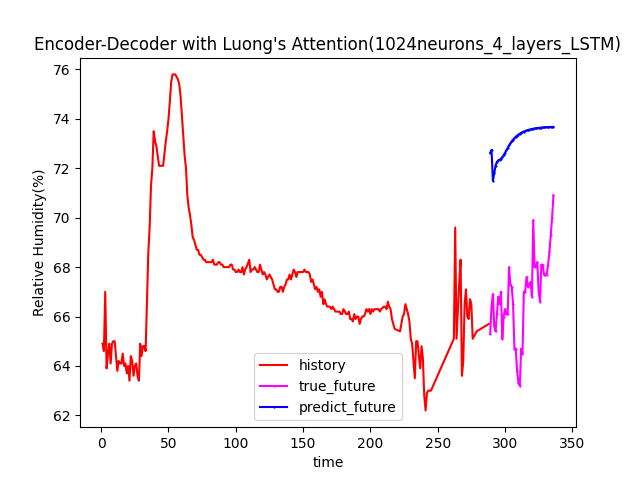 Encoder-Decoder with Luong's Attention(1024neurons_4_layers_LSTM)
76
74
72
70
68
66
64
62
Relative Humidity(%)
history
true_future
predict_future
0 50 100 150 200 250 300 350
time